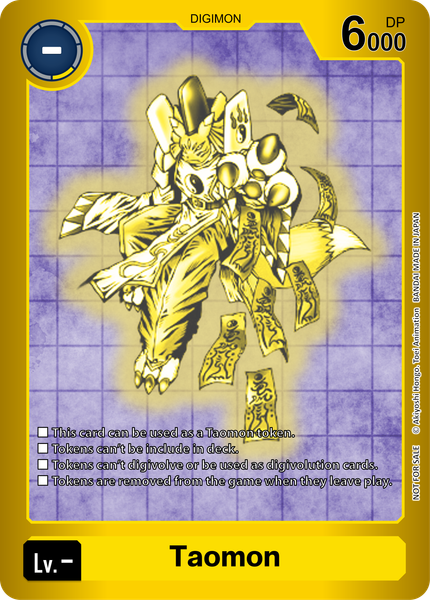 DIGIMON
DP
6000
-
This card can be used as a Taomon token.
Tokens can't be include in deck.
Tokens can't digivolve or be used as digivolution cards.
Tokens are removed from the game when they leave play.
NOT FOR SALE © Akiyoshi Hongo, Toei Animation BANDAI MADE IN JAPAN
Lv.-
Taomon